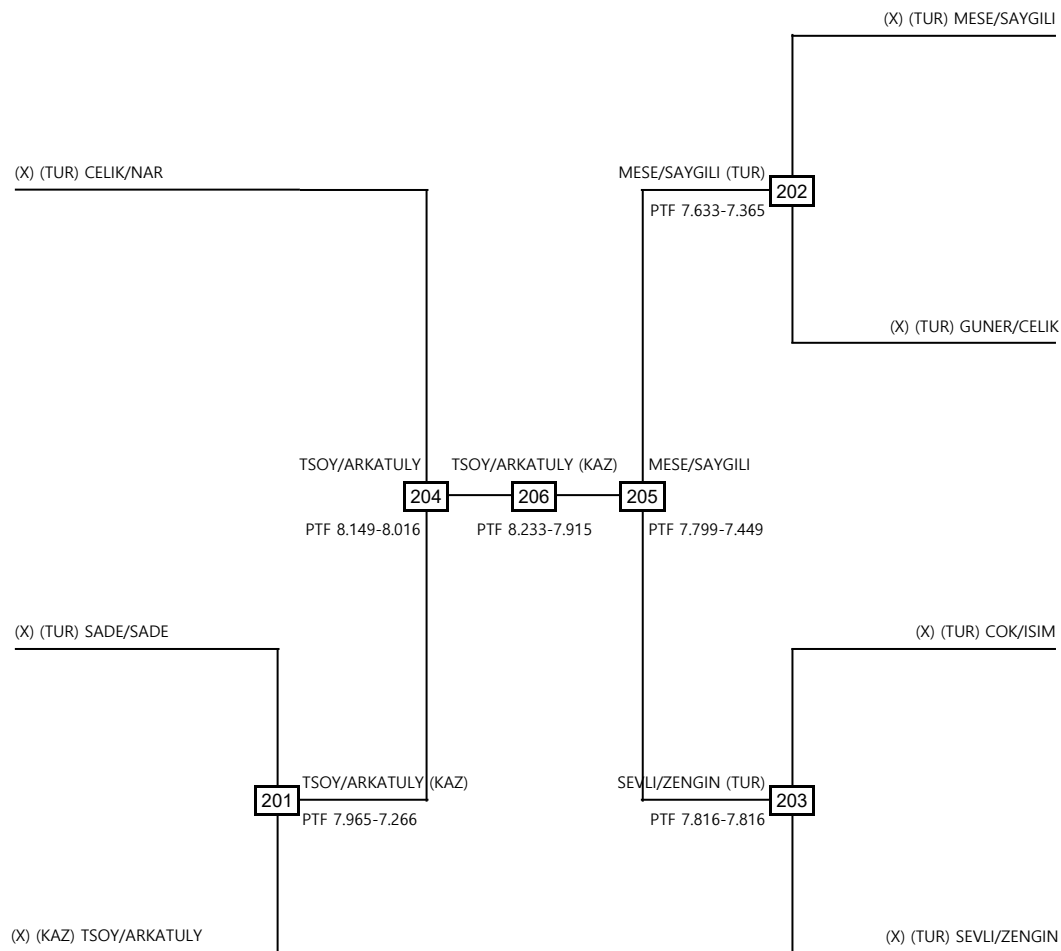 (X) (TUR) MESE/SAYGILI
(X) (TUR) CELIK/NAR
MESE/SAYGILI (TUR)
202
PTF 7.633-7.365
(X) (TUR) GUNER/CELIK
TSOY/ARKATULY
TSOY/ARKATULY (KAZ)
MESE/SAYGILI
204
206
205
PTF 8.149-8.016
PTF 8.233-7.915
PTF 7.799-7.449
(X) (TUR) SADE/SADE
(X) (TUR) COK/ISIM
TSOY/ARKATULY (KAZ)
SEVLI/ZENGIN (TUR)
201
203
PTF 7.965-7.266
PTF 7.816-7.816
(X) (KAZ) TSOY/ARKATULY
(X) (TUR) SEVLI/ZENGIN